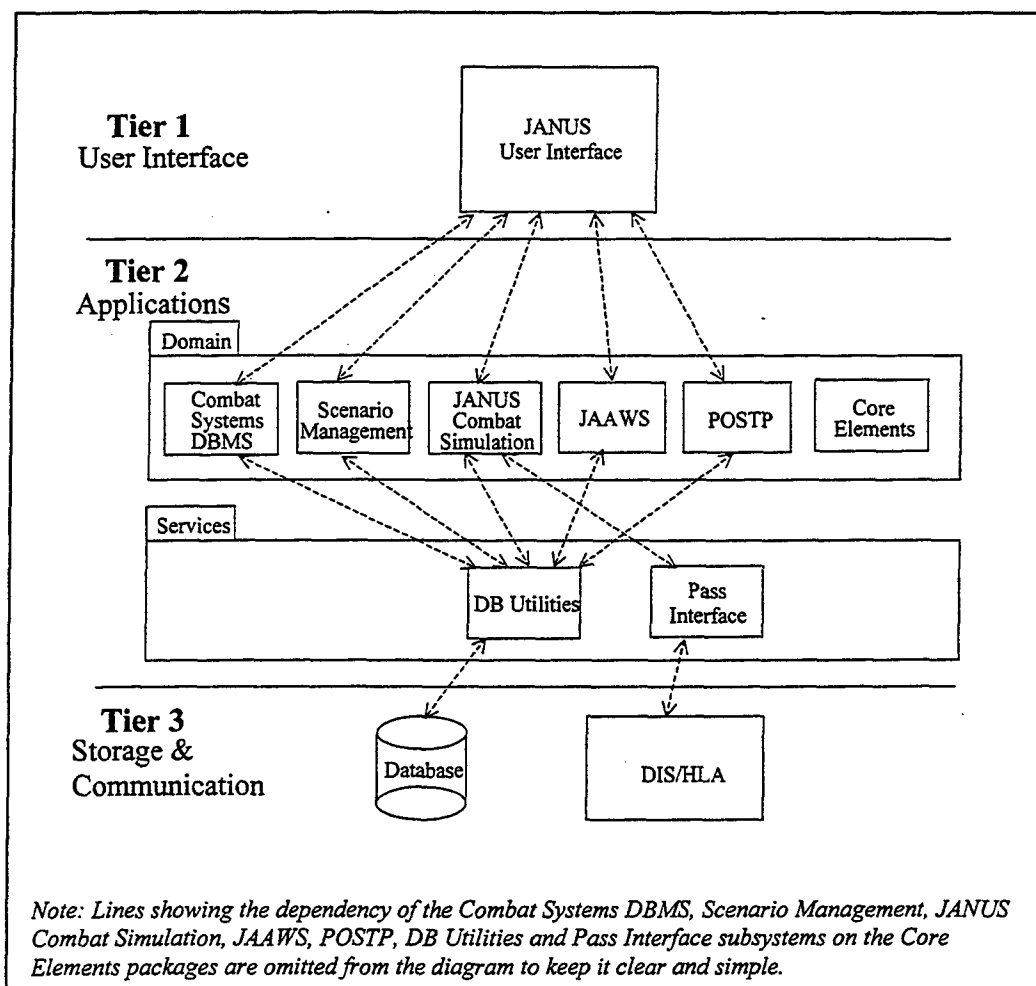 Tier 1
User Interface
JANUS
User Interface
Tier 2
Applications
Domain
Combat
Systems
DBMS
Scenario
Management
JANUS
Combat
Simulation
JAAWS
POSTP
Core
Elements
Services
DB Utilities
Pass
Interface
Tier 3
Storage &
Communication
Database
DIS/HLA
Note: Lines showing the dependency of the Combat Systems DBMS, Scenario Management, JANUS
Combat Simulation, JAAWS, POSTP, DB Utilities and Pass Interface subsystems on the Core
Elements packages are omitted from the diagram to keep it clear and simple.